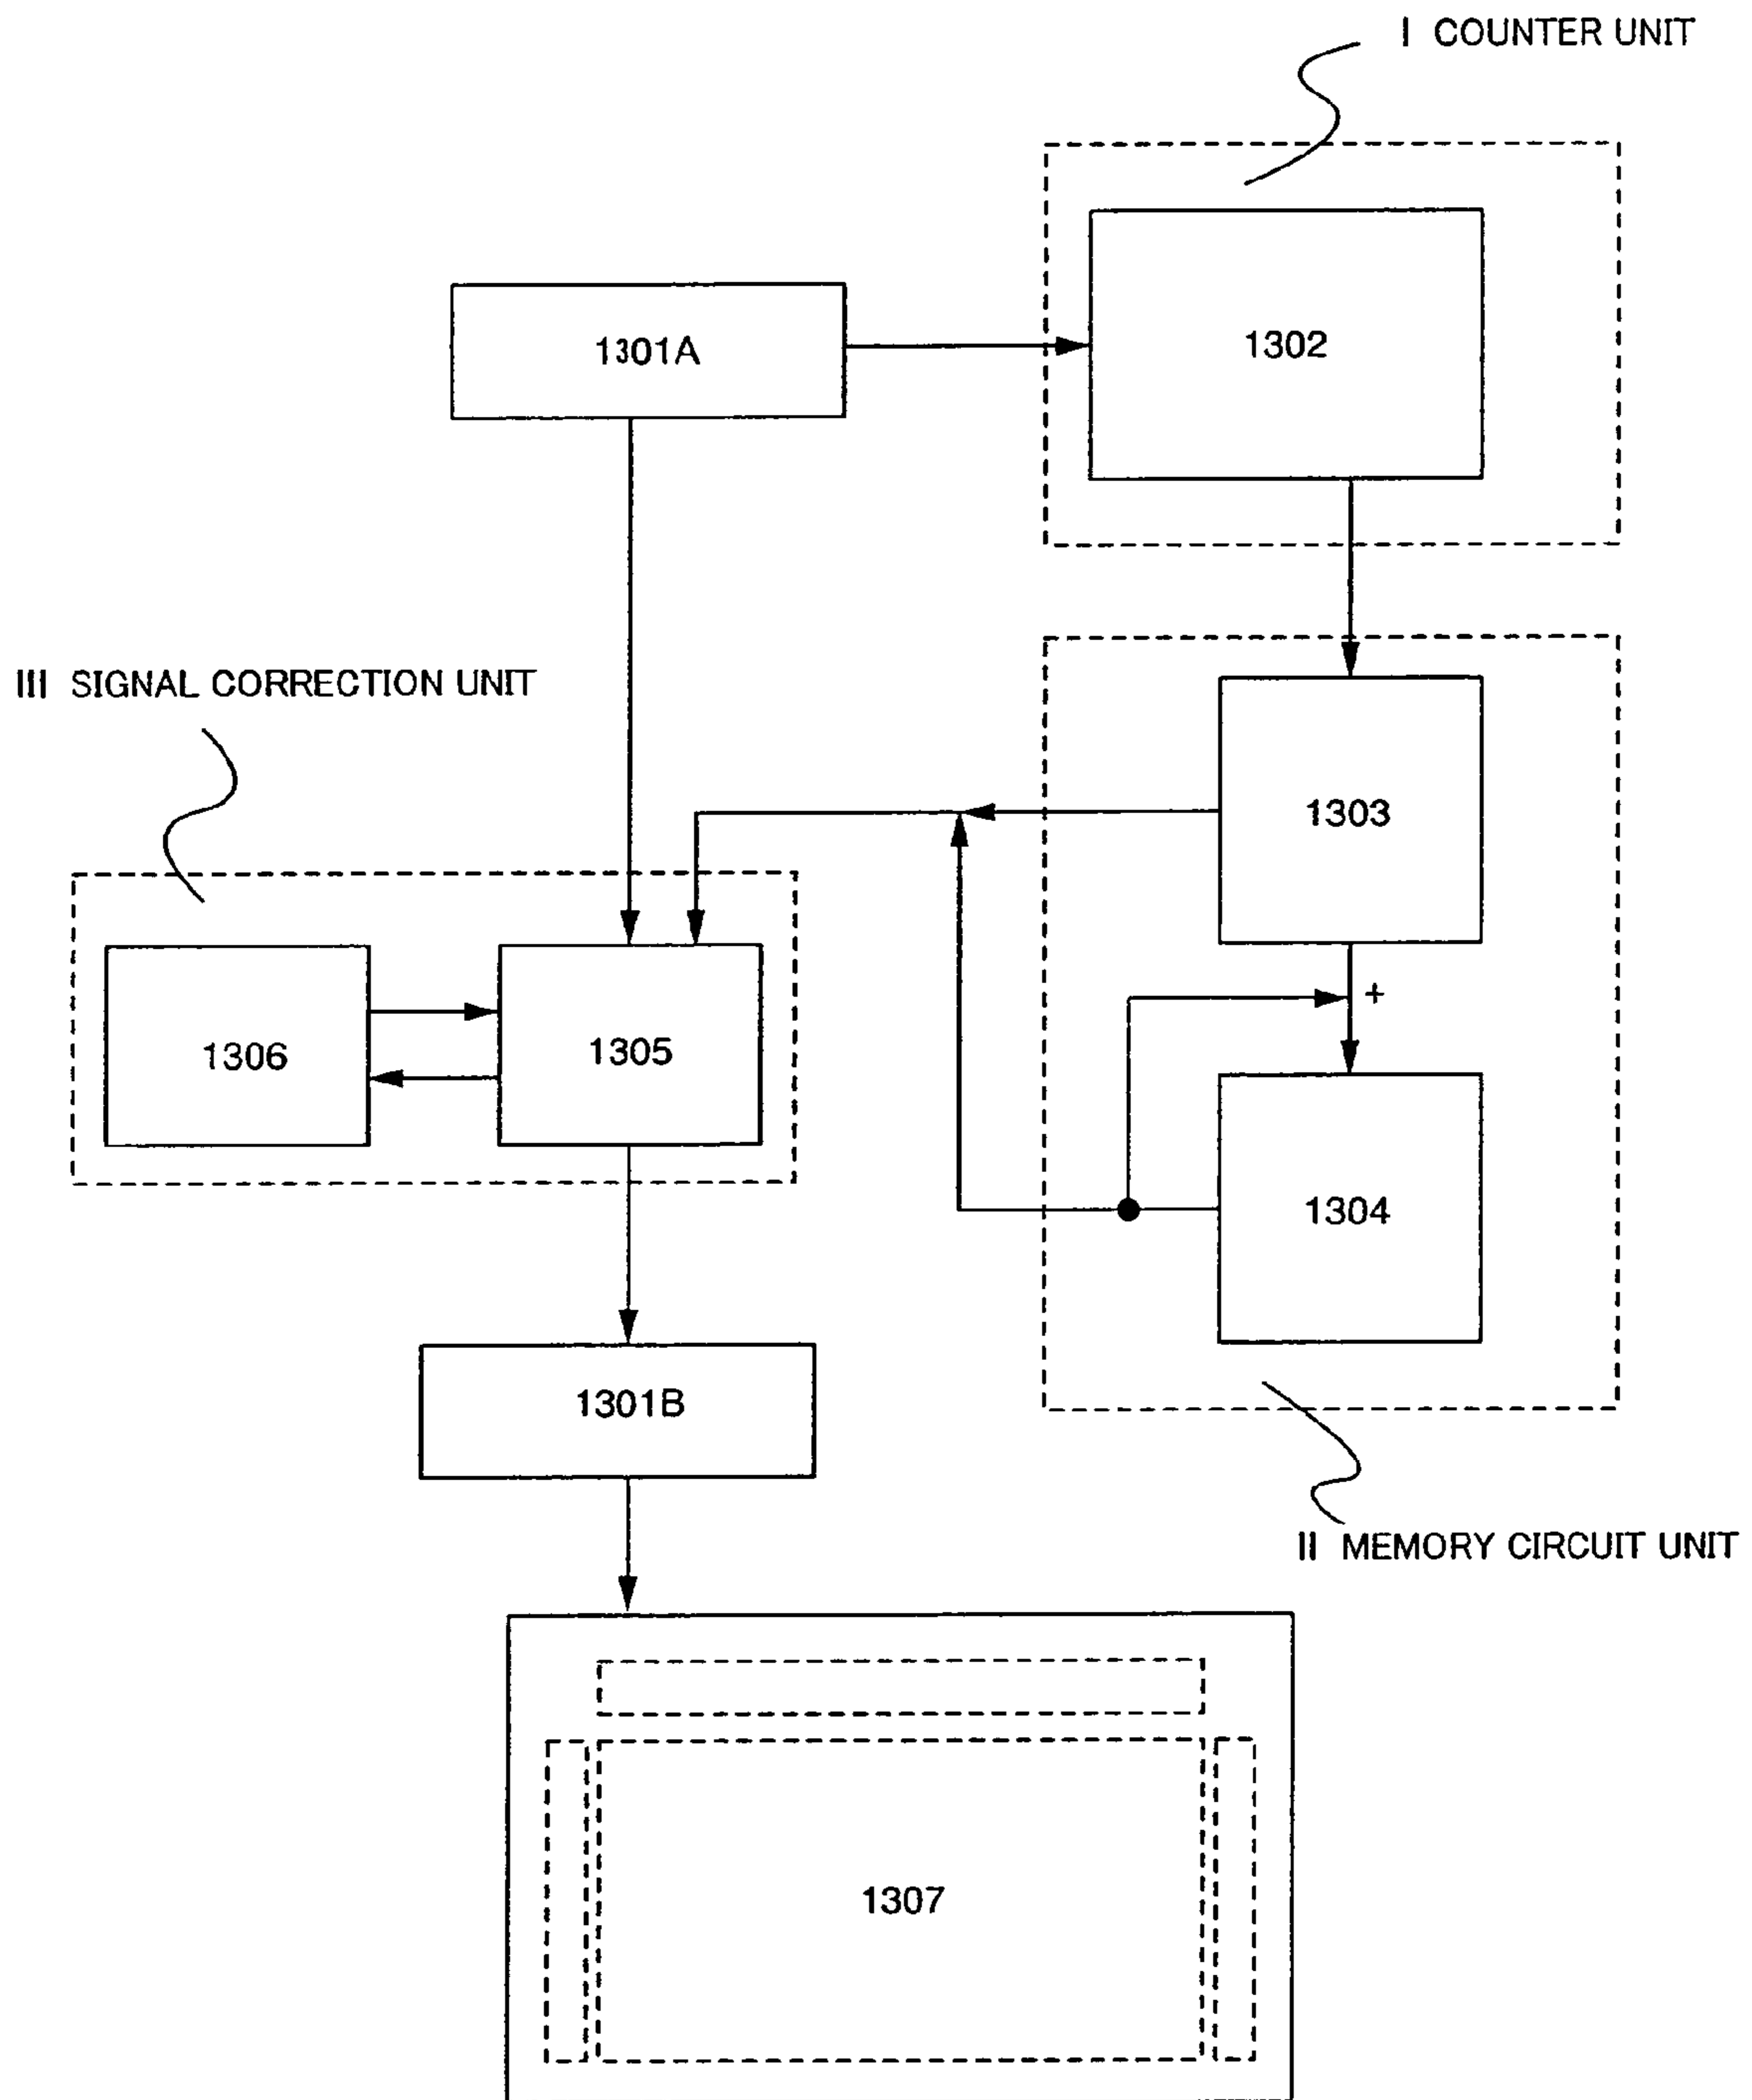 I COUNTER UNIT
1302
1301A
III SIGNAL CORRECTION UNIT
1303
+
1306
1305
1304
1301B
II MEMORY CIRCUIT UNIT
1307